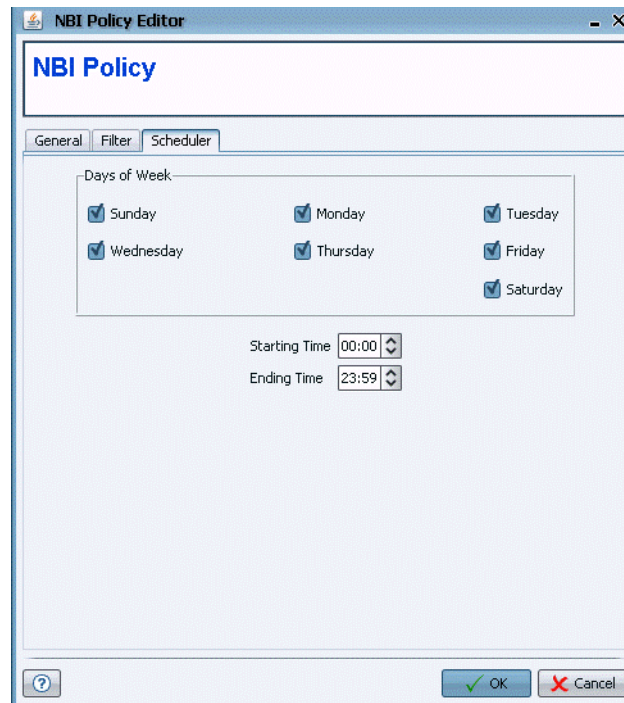 NBI Policy Editor
NBI Policy
General Filter Scheduler
Days of Week
Sunday Monday Tuesday
Wednesday Thursday Friday
Saturday
Starting Time 00:00
Ending Time 23:59
? OK Cancel